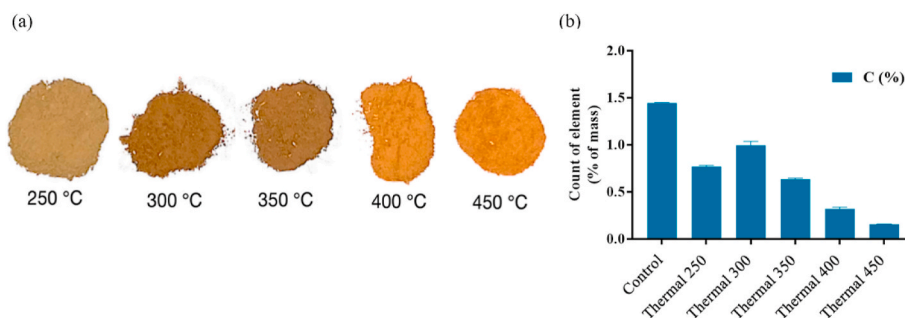 (a)
250 °C
300 °C
350 °C
400 °C
450 °C
(b)
2.0
1.5
1.0
0.5
0.0
Count of element
(% of mass)
C (%)
Control
Thermal 250
Thermal 300
Thermal 350
Thermal 400
Thermal 450